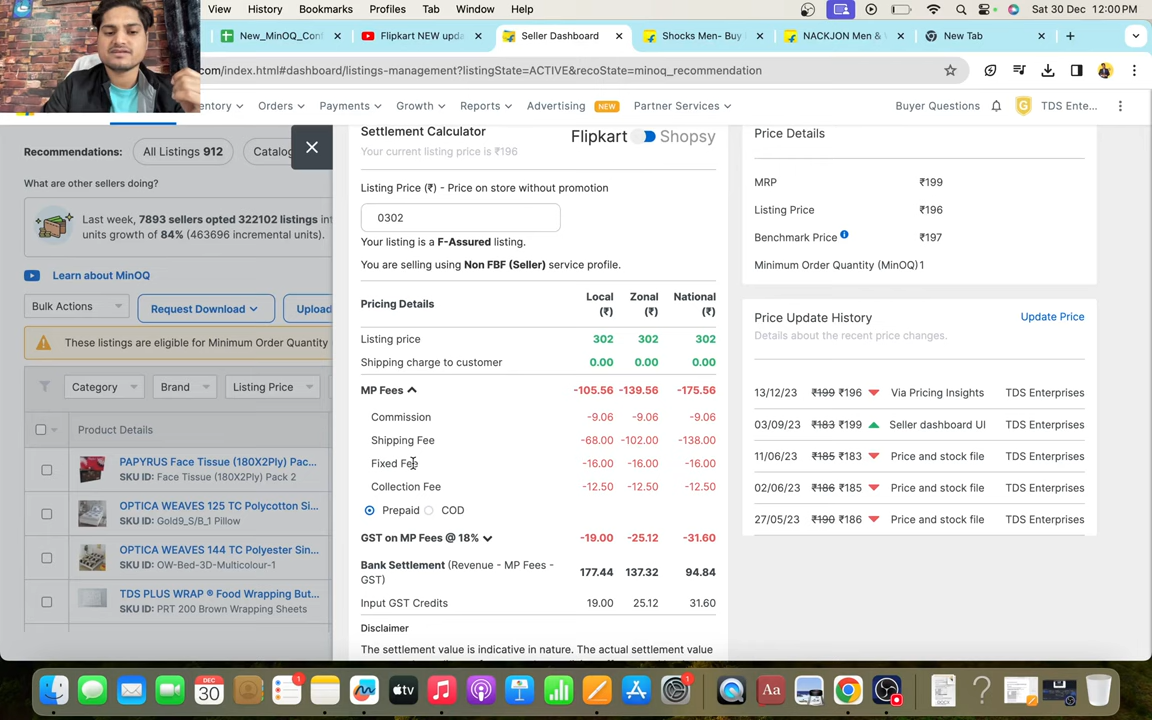 View History Bookmarks Profiles Tab Window Help Sat 30 Dec 12:00 PM
New_MinOQ_Con
Flipkart NEW upda
Seller Dashboard
Shocks Men- Buy
NACKJON Men &
New Tab
com/index.html#dashboard/listings-management?listingState=ACTIVE&recoState=minoq_recommendation
entory Orders Payments Growth Reports Advertising NEW Partner Services Buyer Questions TDS Ente...
Recommendations: All Listings 912 Catalo
What are other sellers doing?
Last week, 7893 sellers opted 322102 listings in
units growth of 84% (463696 incremental units).
Learn about MinOQ
Bulk Actions Request Download Upload
These listings are eligible for Minimum Order Quantity
Category Brand Listing Price
Product Details
PAPYRUS Face Tissue (180X2Ply) Pac...
SKU ID: Face Tissue (180X2Ply) Pack 2
OPTICA WEAVES 125 TC Polycotton Si...
SKU ID: Gold9_S/B_1 Pillow
OPTICA WEAVES 144 TC Polyester Sin...
SKU ID: OW-Bed-3D-Multicolour-1
TDS PLUS WRAP ® Food Wrapping But...
SKU ID: PRT 200 Brown Wrapping Sheets
Settlement Calculator Flipkart Shopsy
Your current listing price is ₹196
Listing Price (₹) - Price on store without promotion
0302
Your listing is a F-Assured listing.
You are selling using Non FBF (Seller) service profile.
Pricing Details Local (₹) Zonal (₹) National (₹)
Listing price 302 302 302
Shipping charge to customer 0.00 0.00 0.00
MP Fees -105.56 -139.56 -175.56
Commission -9.06 -9.06 -9.06
Shipping Fee -68.00 -102.00 -138.00
Fixed Fee -16.00 -16.00 -16.00
Collection Fee -12.50 -12.50 -12.50
Prepaid COD
GST on MP Fees @ 18% -19.00 -25.12 -31.60
Bank Settlement (Revenue - MP Fees - GST) 177.44 137.32 94.84
Input GST Credits 19.00 25.12 31.60
Disclaimer
The settlement value is indicative in nature. The actual settlement value
Price Details
MRP ₹199
Listing Price ₹196
Benchmark Price ₹197
Minimum Order Quantity (MinOQ) 1
Price Update History Update Price
Details about the recent price changes.
13/12/23 ₹199 ₹196 Via Pricing Insights TDS Enterprises
03/09/23 ₹183 ₹199 Seller dashboard UI TDS Enterprises
11/06/23 ₹185 ₹183 Price and stock file TDS Enterprises
02/06/23 ₹186 ₹185 Price and stock file TDS Enterprises
27/05/23 ₹190 ₹186 Price and stock file TDS Enterprises
DEC
30
1
tv
Aa
1
?